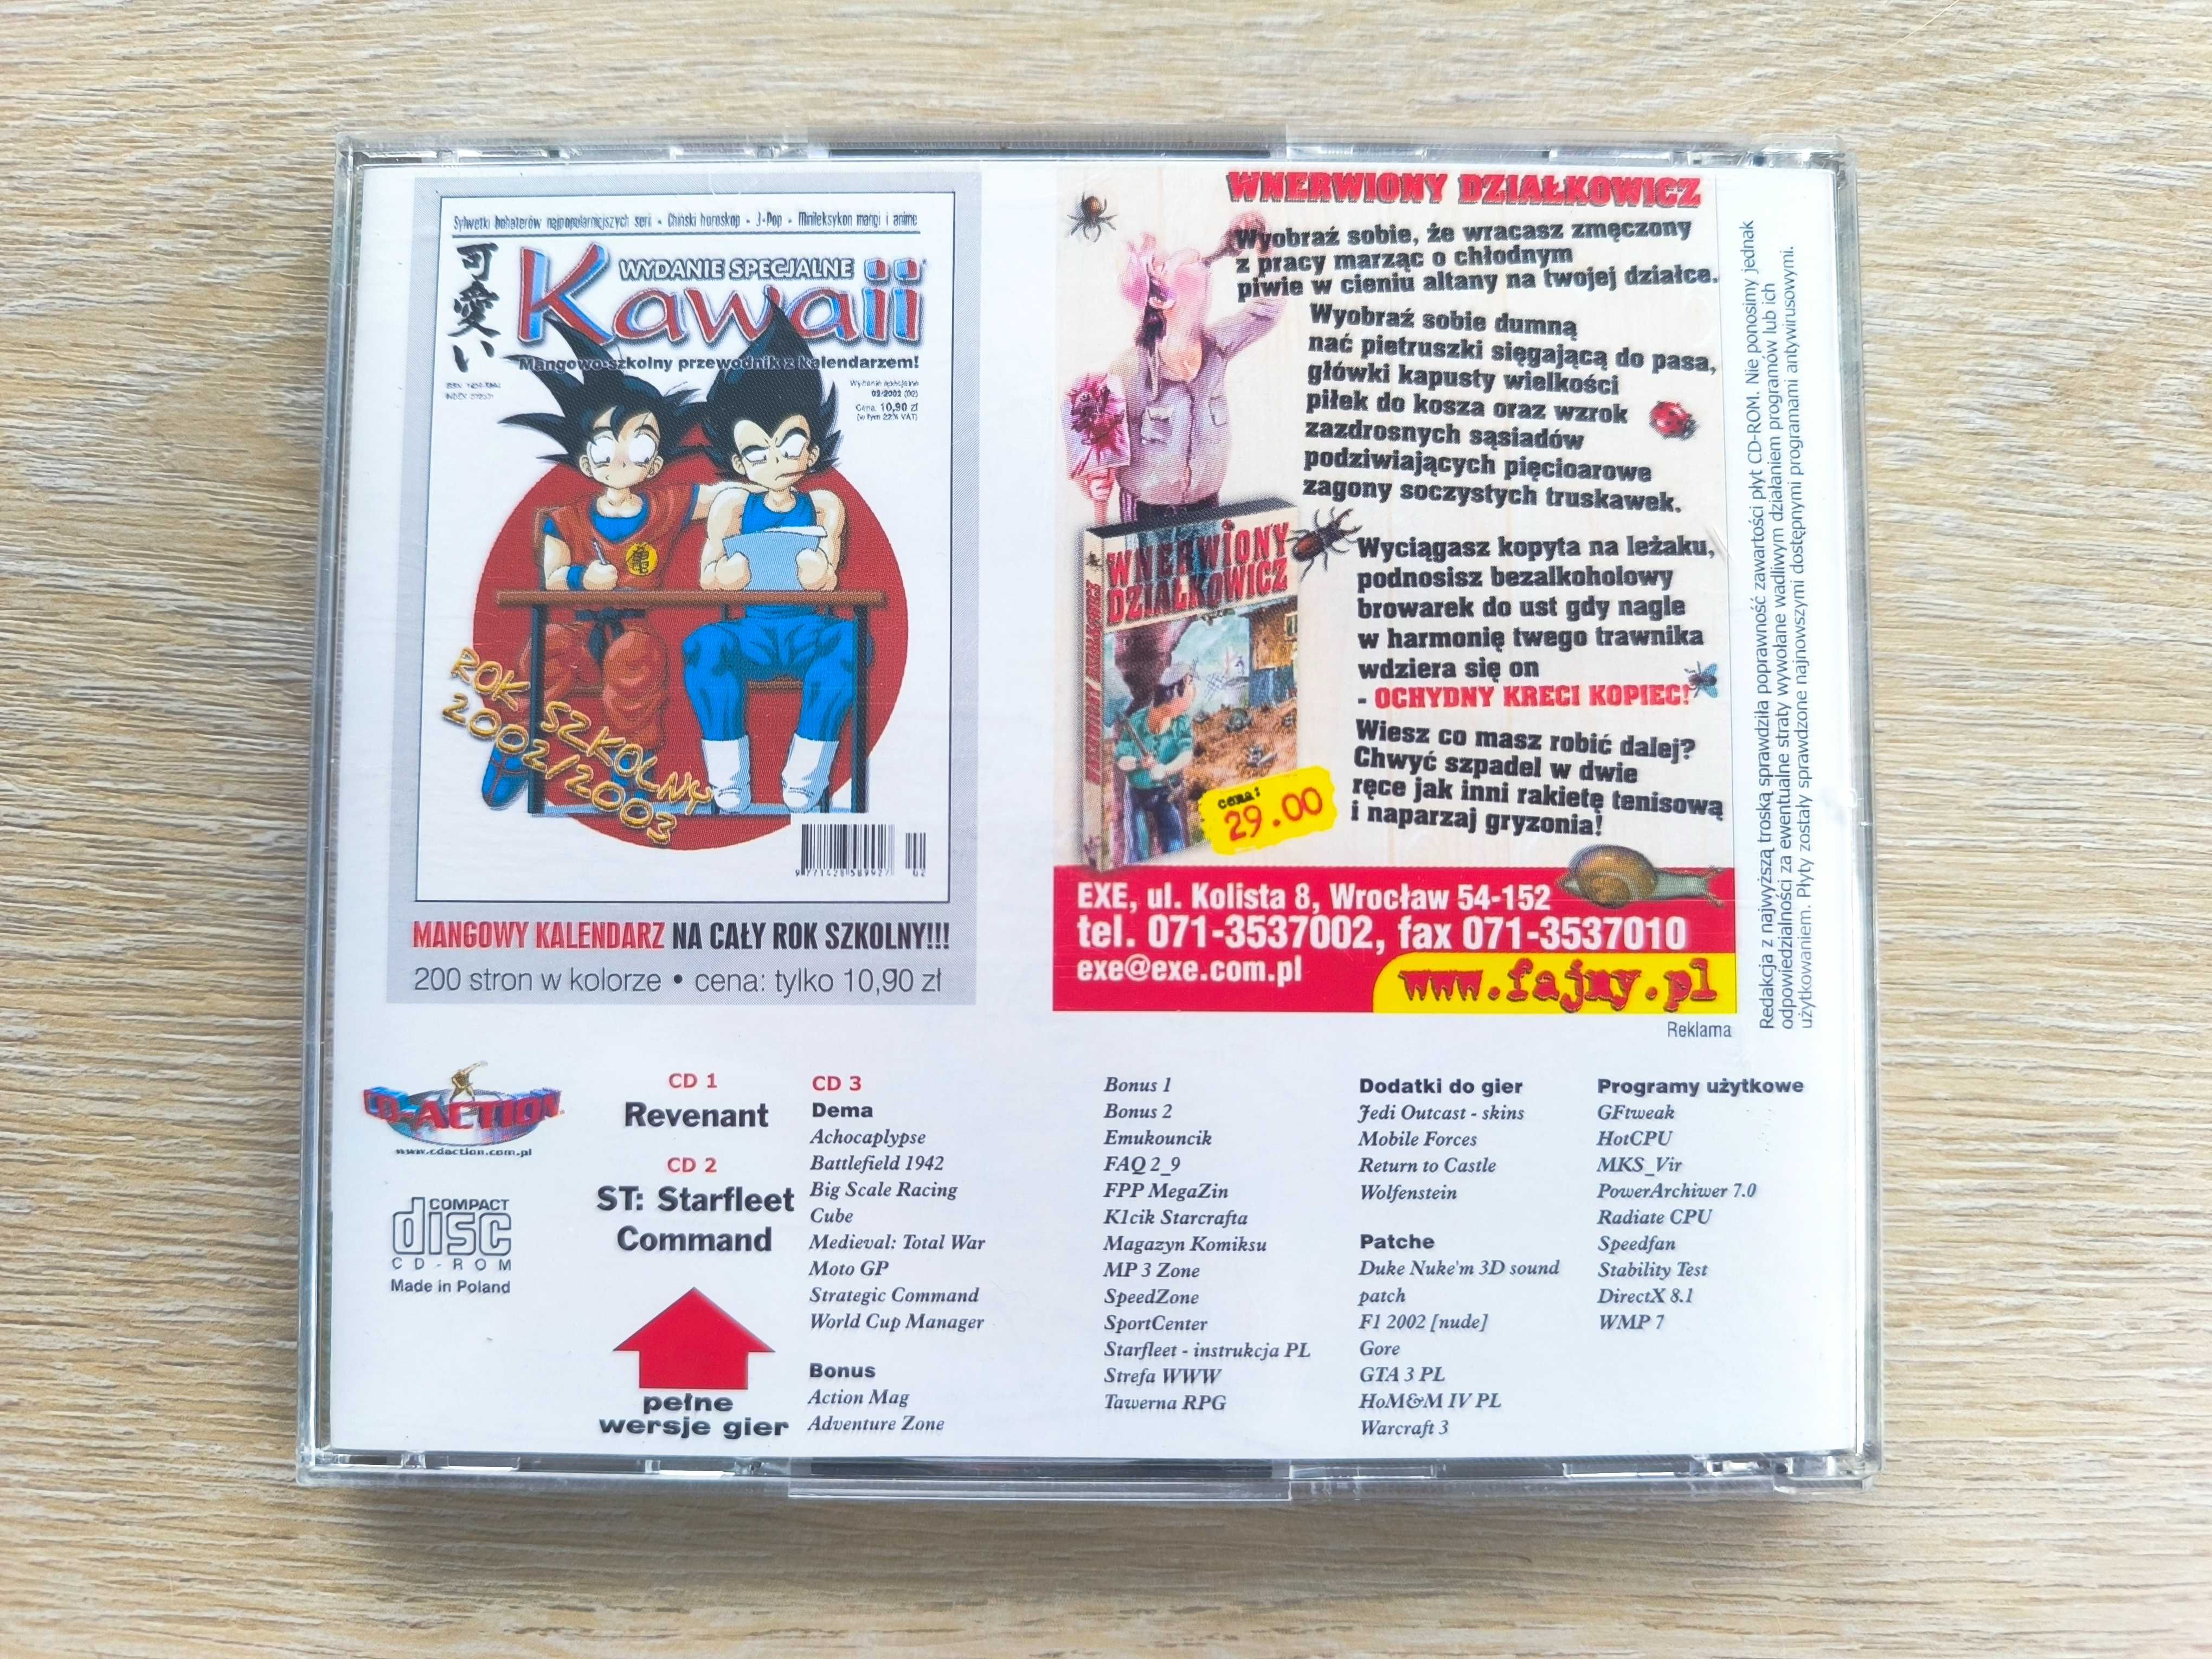 Sylwetki bohaterów najpopularniejszych serii • Chiński horoskop • J-Pop • Minileksykon mangi i anime
可愛い
WYDANIE SPECJALNE
Kawaii
Mangowo-szkolny przewodnik z kalendarzem!
Wydanie specjalne
02/2002 (02)
Cena: 10,90 zł
(w tym 22% VAT)
ROK SZKOLNY
2002/2003
MANGOWY KALENDARZ NA CAŁY ROK SZKOLNY!!!
200 stron w kolorze • cena: tylko 10,90 zł
WNERWIONY DZIAŁKOWICZ
Wyobraź sobie, że wracasz zmęczony
z pracy marząc o chłodnym
piwie w cieniu altany na twojej działce.
Wyobraź sobie dumną
nać pietruszki sięgającą do pasa,
główki kapusty wielkości
piłek do kosza oraz wzrok
zazdrosnych sąsiadów
podziwiających pięcioarowe
zagony soczystych truskawek.
WNERWIONY
DZIAŁKOWICZ
Wyciągasz kopyta na leżaku,
podnosisz bezalkoholowy
browarek do ust gdy nagle
w harmonię twego trawnika
wdziera się on
- OCHYDNY KRECI KOPIEC!
Wiesz co masz robić dalej?
Chwyć szpadel w dwie
ręce jak inni rakietę tenisową
i naparzaj gryzonia!
cena:
29.00
EXE, ul. Kolista 8, Wrocław 54-152
tel. 071-3537002, fax 071-3537010
exe@exe.com.pl
www.fajny.pl
Reklama
Redakcja z najwyższą troską sprawdziła poprawność zawartości płyt CD-ROM. Nie ponosimy jednak
odpowiedzialności za ewentualne straty wywołane wadliwym działaniem programów lub ich
użytkowaniem. Płyty zostały sprawdzone najnowszymi dostępnymi programami antywirusowymi.
CD-ACTION
www.cdaction.com.pl
COMPACT
disc
CD-ROM
Made in Poland
CD 1
Revenant
CD 2
ST: Starfleet
Command
pełne
wersje gier
CD 3
Dema
Achocaplypse
Battlefield 1942
Big Scale Racing
Cube
Medieval: Total War
Moto GP
Strategic Command
World Cup Manager
Bonus
Action Mag
Adventure Zone
Bonus 1
Bonus 2
Emukouncik
FAQ 2_9
FPP MegaZin
K1cik Starcrafta
Magazyn Komiksu
MP 3 Zone
SpeedZone
SportCenter
Starfleet - instrukcja PL
Strefa WWW
Tawerna RPG
Dodatki do gier
Jedi Outcast - skins
Mobile Forces
Return to Castle
Wolfenstein
Patche
Duke Nuke'm 3D sound
patch
F1 2002 [nude]
Gore
GTA 3 PL
HoM&M IV PL
Warcraft 3
Programy użytkowe
GFtweak
HotCPU
MKS_Vir
PowerArchiwer 7.0
Radiate CPU
Speedfan
Stability Test
DirectX 8.1
WMP 7